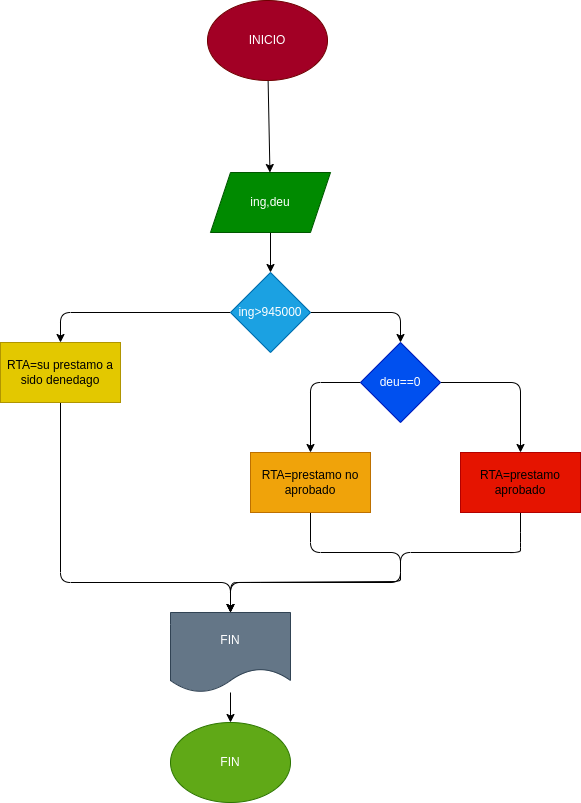 INICIO
ing,deu
ing>945000
RTA=su prestamo a
sido denedago
deu==0
RTA=prestamo no
aprobado
RTA=prestamo
aprobado
FIN
FIN